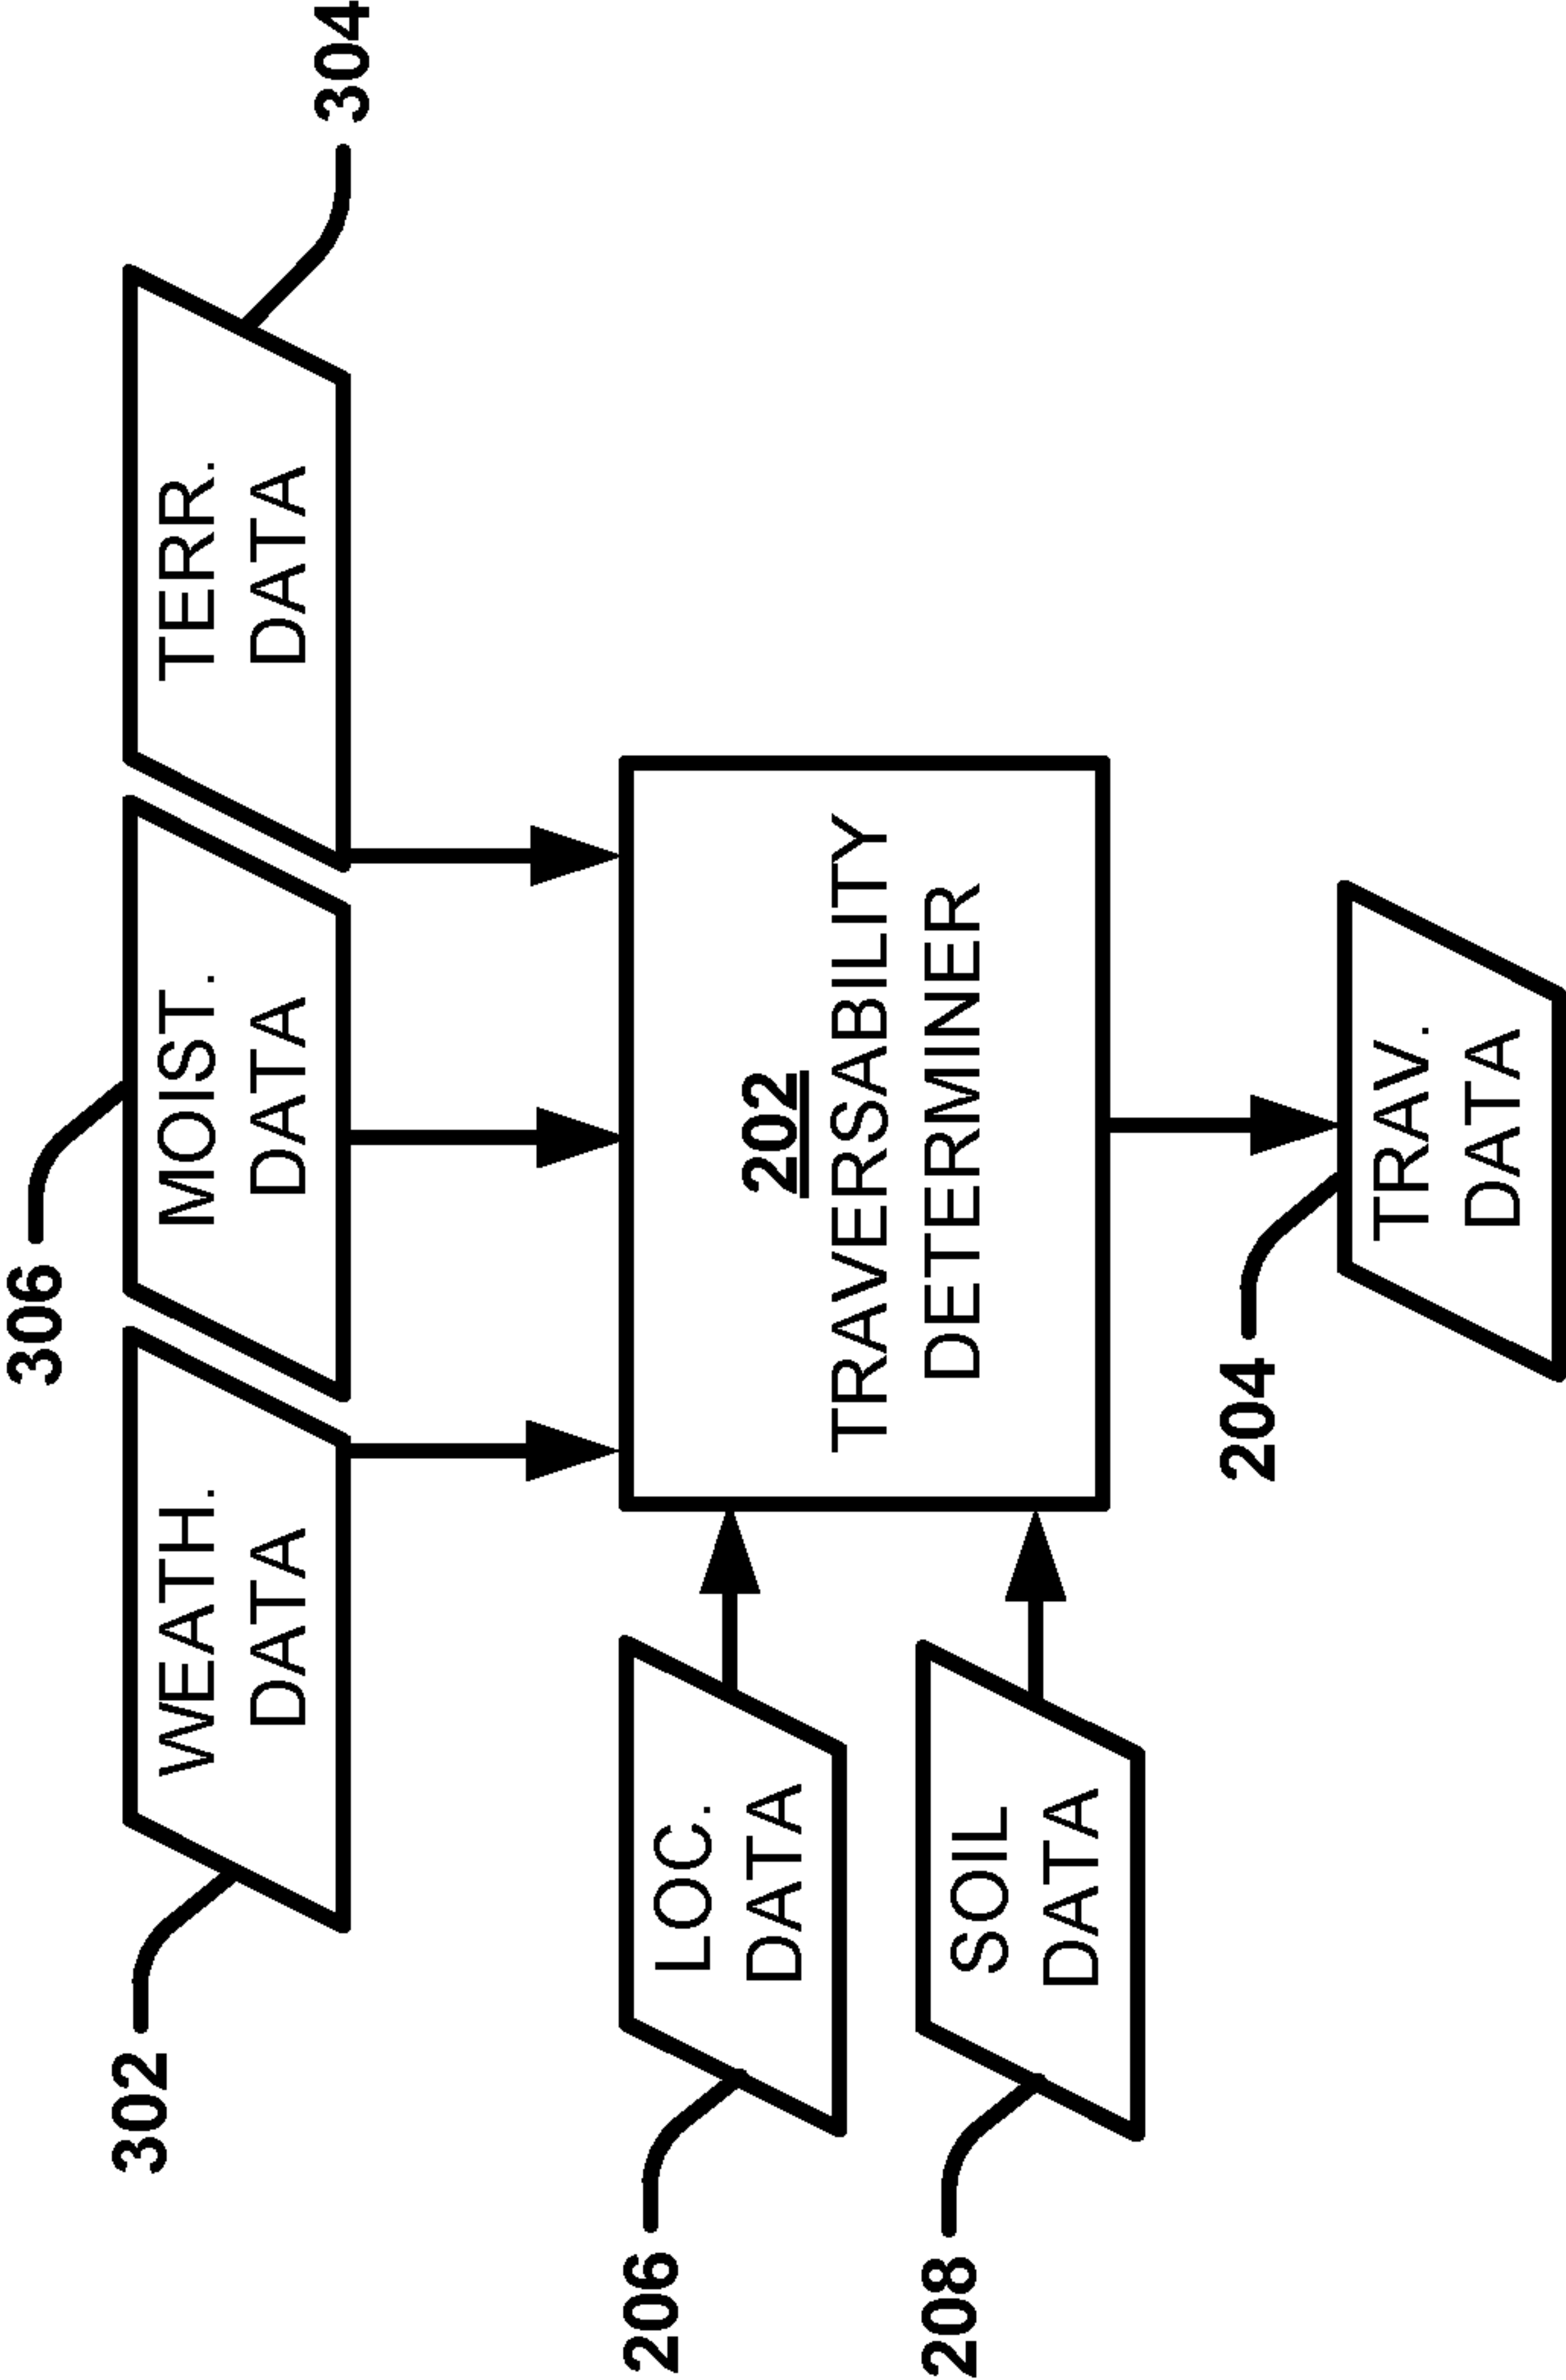 306
304
302
WEATH.
DATA
MOIST.
DATA
TERR.
DATA
206
LOC.
DATA
202
TRAVERSABILITY
DETERMINER
208
SOIL
DATA
204
TRAV.
DATA